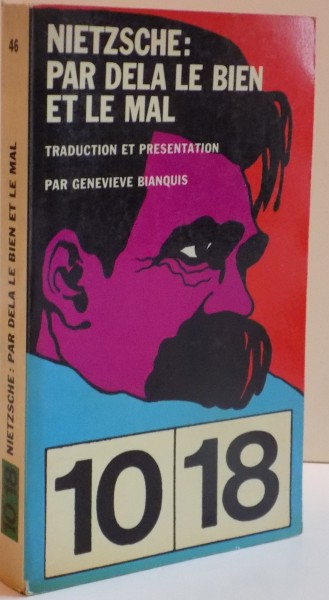 NIETZSCHE:
PAR DELA LE BIEN
ET LE MAL
TRADUCTION ET PRESENTATION
PAR GENEVIEVE BIANQUIS
10 18
46
NIETZSCHE: PAR DELA LE BIEN ET LE MAL
10 18